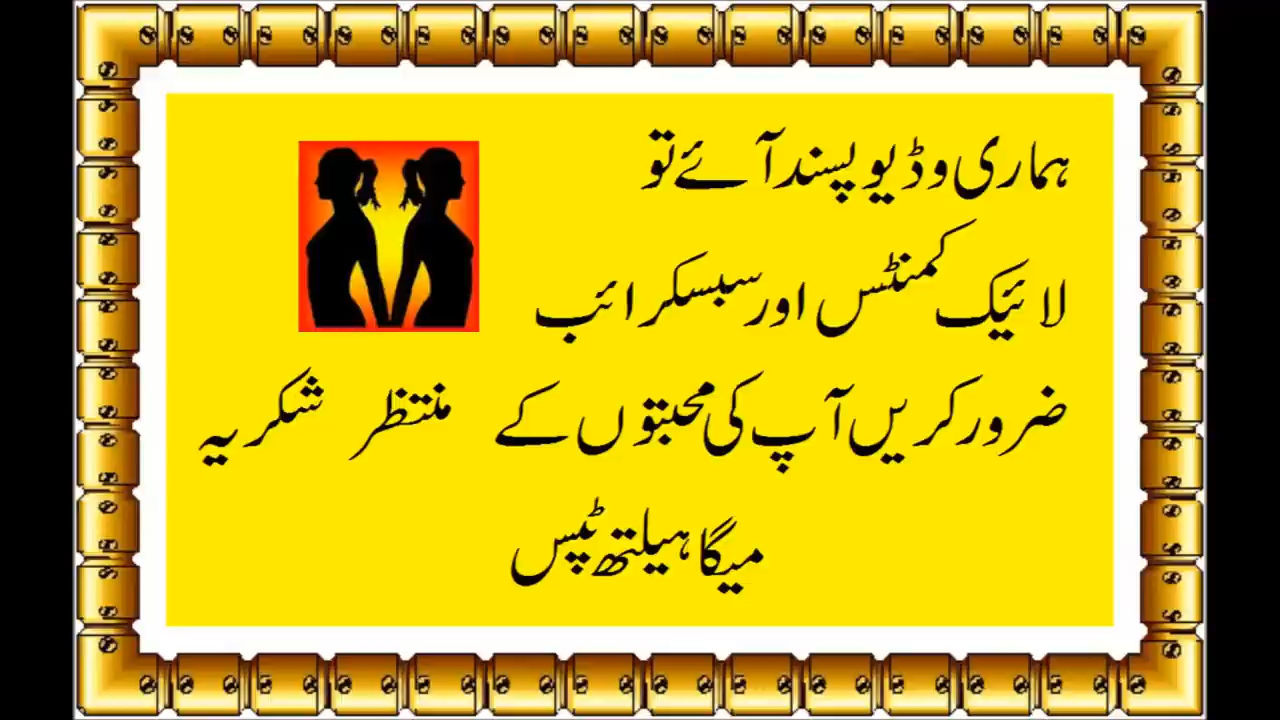 ہماری وڈیو پسند آئے تو
لائیک کمنٹس اور سبسکرائب
ضرور کریں آپ کی محبتوں کے منتظر شکریہ
میگا ہیلتھ ٹپس